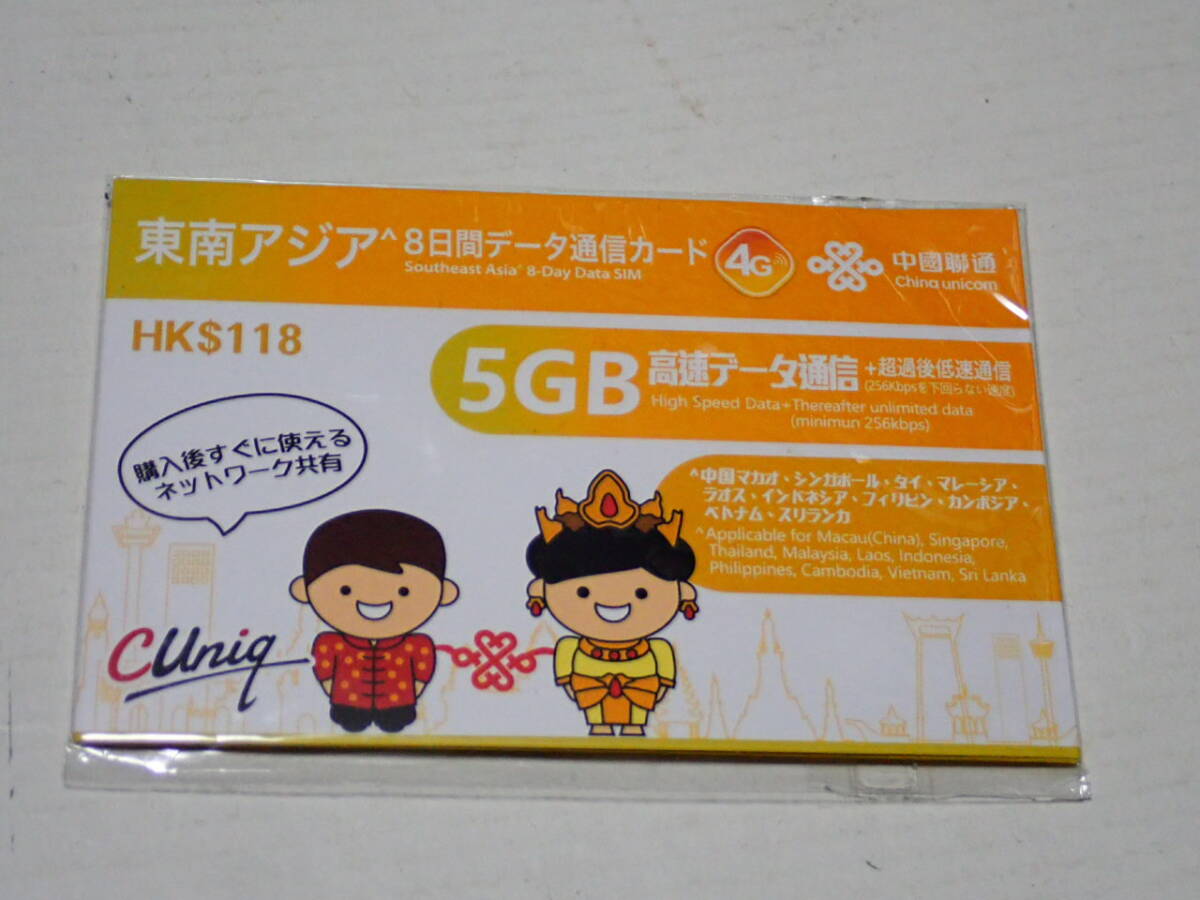 東南アジア^ 8日間データ通信カード
Southeast Asia^ 8-Day Data SIM
4G
中國聯通
China unicom
HK$118
5GB 高速データ通信 +超過後低速通信
(256Kbpsを下回らない速度)
High Speed Data+Thereafter unlimited data
(minimun 256kbps)
購入後すぐに使える
ネットワーク共有
^中国マカオ・シンガポール・タイ・マレーシア・
ラオス・インドネシア・フィリピン・カンボジア・
ベトナム・スリランカ
^Applicable for Macau(China), Singapore,
Thailand, Malaysia, Laos, Indonesia,
Philippines, Cambodia, Vietnam, Sri Lanka
CUniq